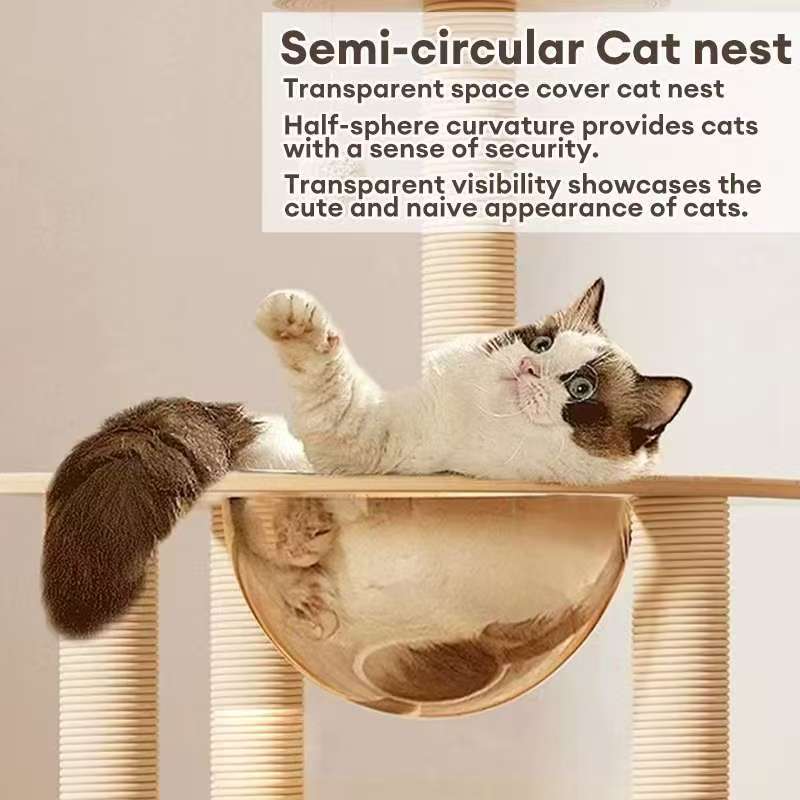 Semi-circular Cat nest
Transparent space cover cat nest
Half-sphere curvature provides cats
with a sense of security.
Transparent visibility showcases the
cute and naive appearance of cats.